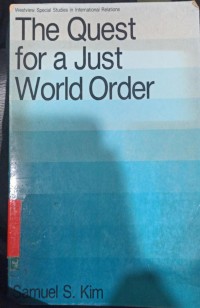 Westview Special Studies in International Relations
The Quest
for a Just
World Order
Samuel S. Kim